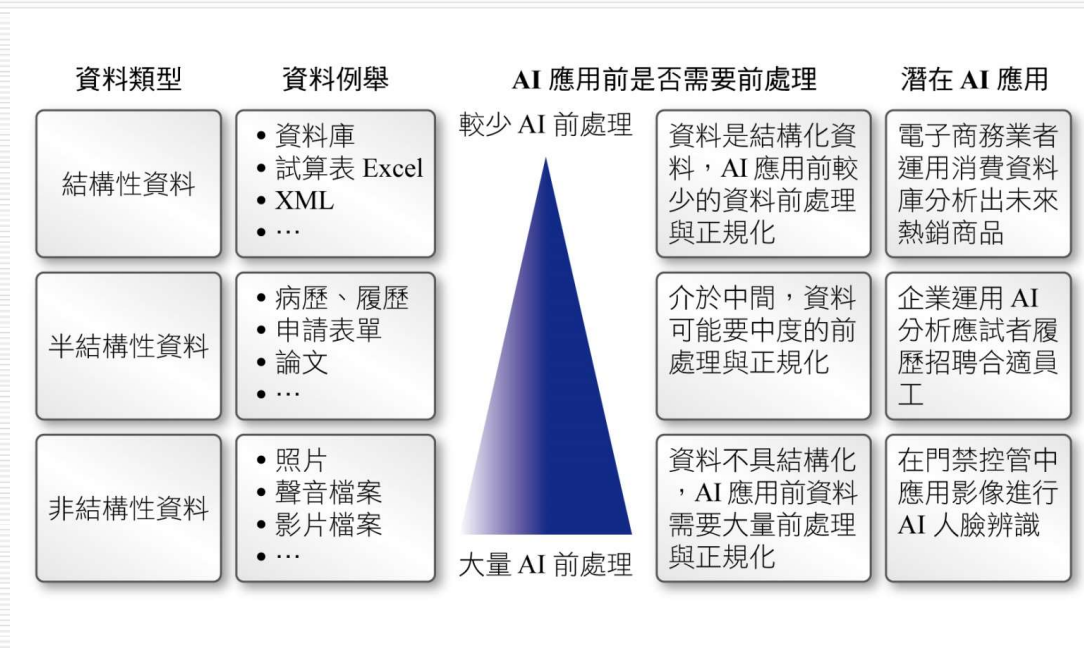 資料類型
資料例舉
AI 應用前是否需要前處理
潛在 AI 應用
結構性資料
• 資料庫
• 試算表 Excel
• XML
• …
較少 AI 前處理
資料是結構化資
料，AI 應用前較
少的資料前處理
與正規化
電子商務業者
運用消費資料
庫分析出未來
熱銷商品
半結構性資料
• 病歷、履歷
• 申請表單
• 論文
• …
介於中間，資料
可能要中度的前
處理與正規化
企業運用 AI
分析應試者履
歷招聘合適員
工
非結構性資料
• 照片
• 聲音檔案
• 影片檔案
• …
大量 AI 前處理
資料不具結構化
，AI 應用前資料
需要大量前處理
與正規化
在門禁控管中
應用影像進行
AI 人臉辨識